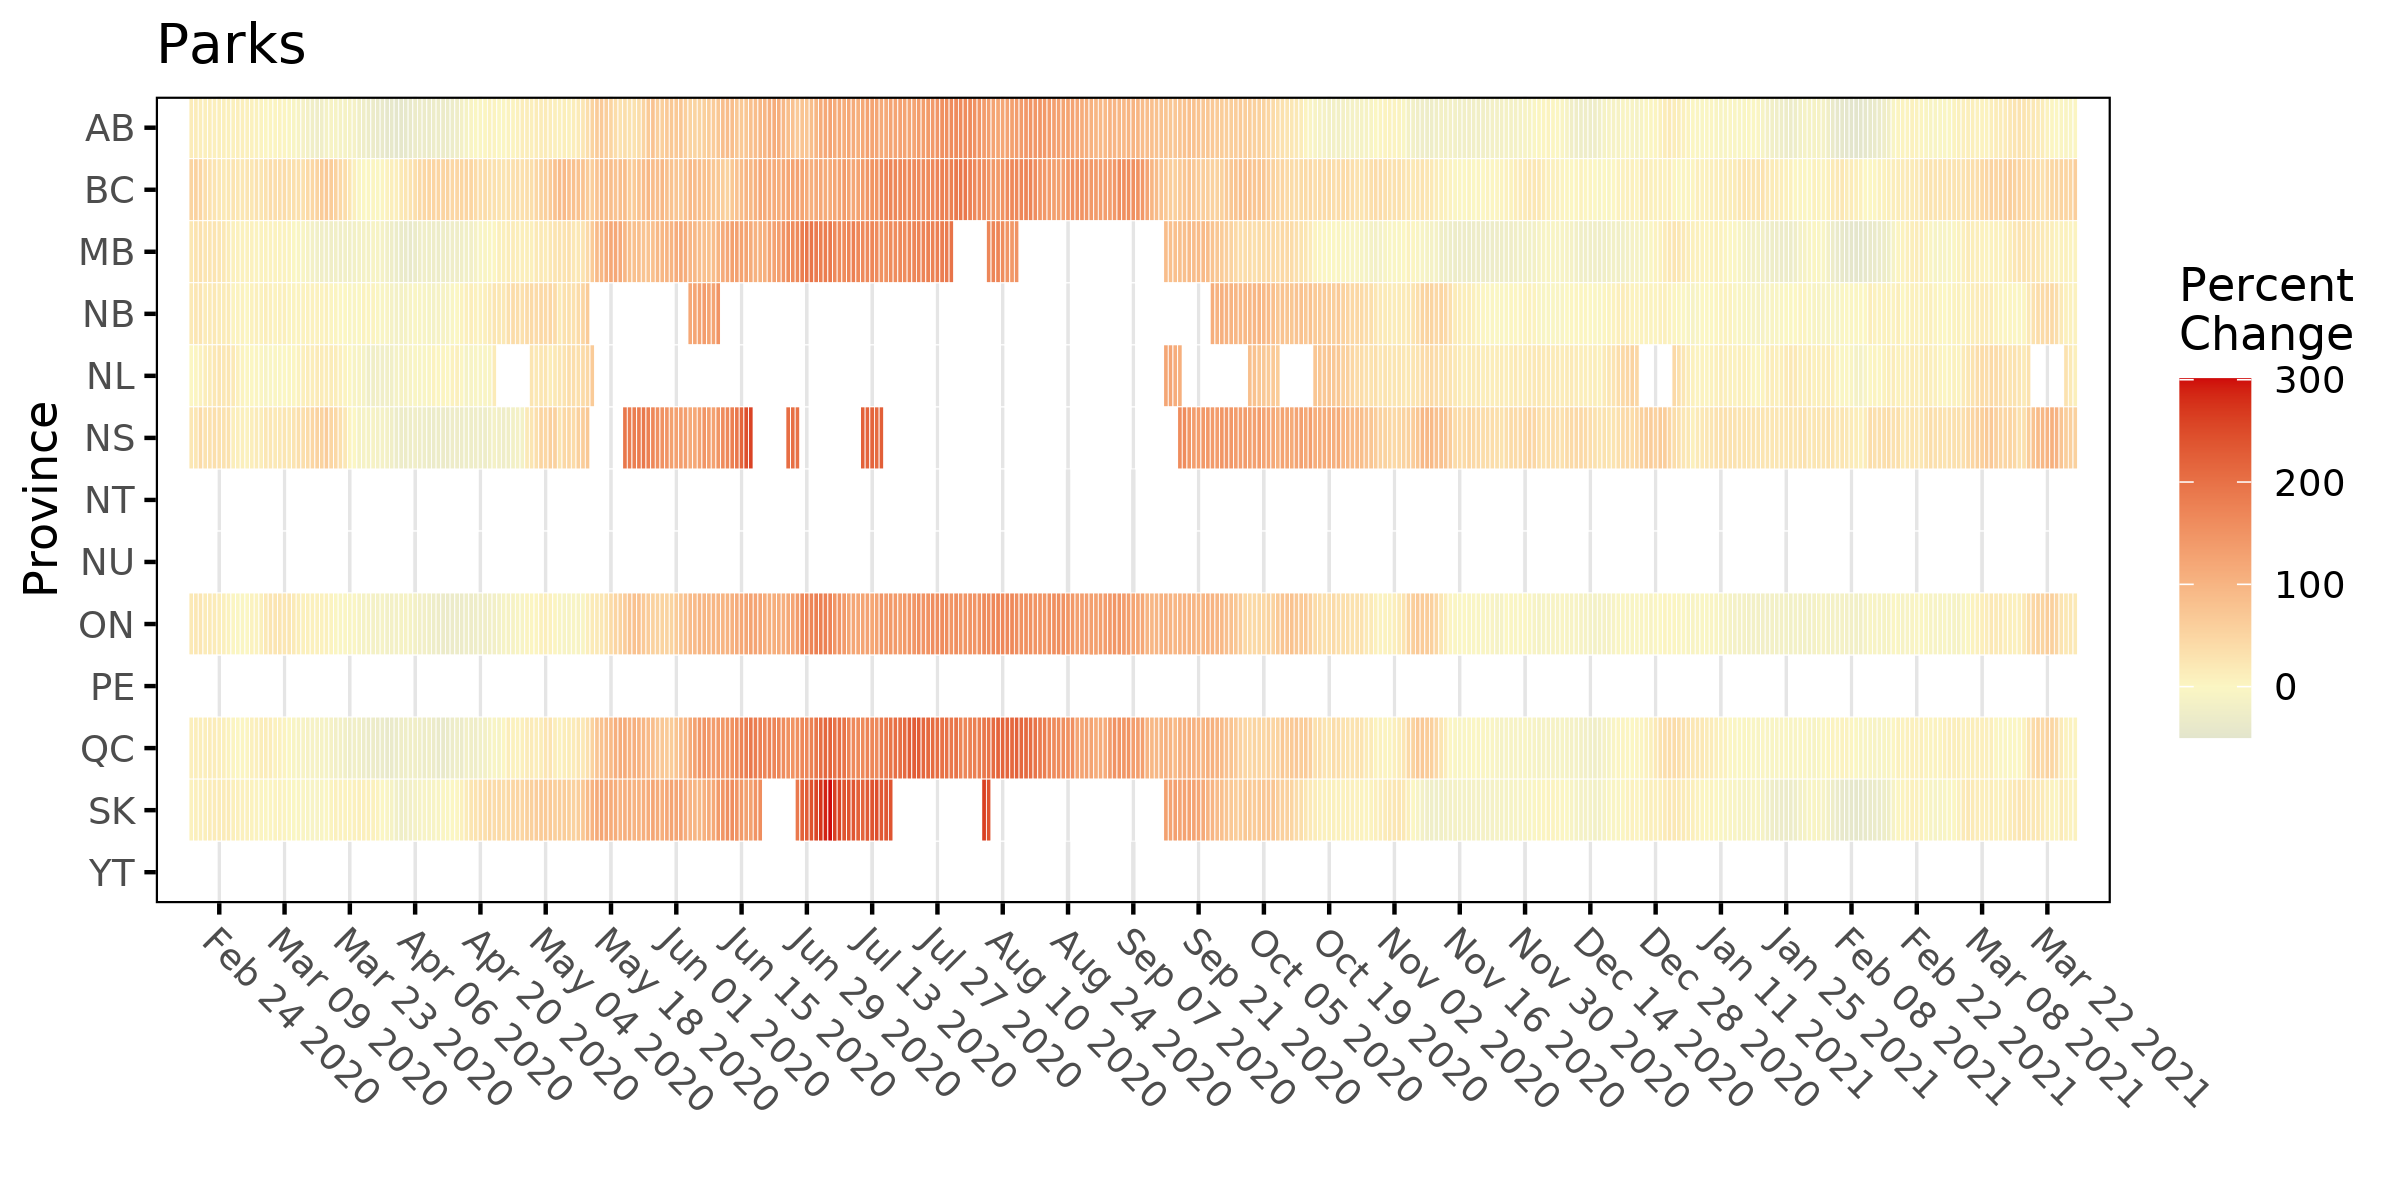 Parks
Province
AB
BC
MB
NB
NL
NS
NT
NU
ON
PE
QC
SK
YT
Feb 24 2020
Mar 09 2020
Mar 23 2020
Apr 06 2020
Apr 20 2020
May 04 2020
May 18 2020
Jun 01 2020
Jun 15 2020
Jun 29 2020
Jul 13 2020
Jul 27 2020
Aug 10 2020
Aug 24 2020
Sep 07 2020
Sep 21 2020
Oct 05 2020
Oct 19 2020
Nov 02 2020
Nov 16 2020
Nov 30 2020
Dec 14 2020
Dec 28 2020
Jan 11 2021
Jan 25 2021
Feb 08 2021
Feb 22 2021
Mar 08 2021
Mar 22 2021
Percent
Change
300
200
100
0